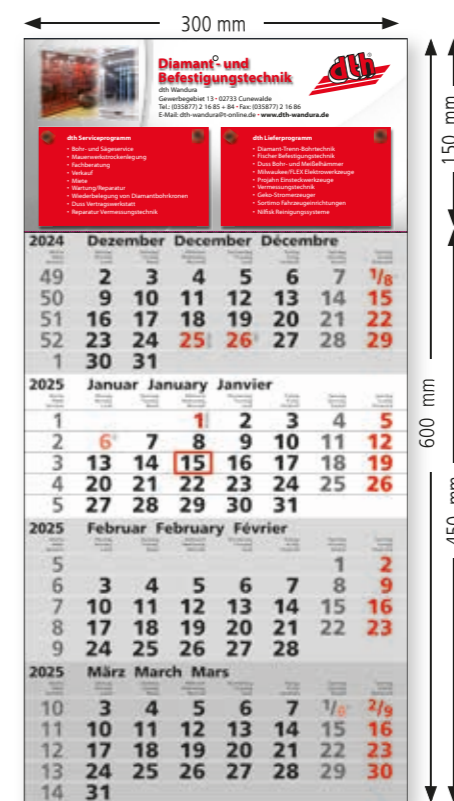 300 mm
Diamant- und
Befestigungstechnik
dth
dth Wandura
Gewerbegebiet 13 • 02733 Cunewalde
Tel.: (035877) 2 16 85 + 84 • Fax: (035877) 2 16 86
E-Mail: dth-wandura@t-online.de • www.dth-wandura.de
dth Serviceprogramm
• Bohr- und Sägeservice
• Mauerwerkstrockenlegung
• Fachberatung
• Verkauf
• Miete
• Wartung/Reparatur
• Wiederbelegung von Diamantbohrkronen
• Duss Vertragswerkstatt
• Reparatur Vermessungstechnik
dth Lieferprogramm
• Diamant-Trenn-Bohrtechnik
• Fischer Befestigungstechnik
• Duss Bohr- und Meißelhämmer
• Milwaukee/FLEX Elektrowerkzeuge
• Projahn Einsteckwerkzeuge
• Vermessungstechnik
• Geko-Stromerzeuger
• Sortimo Fahrzeugeinrichtungen
• Nilfisk Reinigungssysteme
150 mm
2024 Dezember December Décembre
49 2 3 4 5 6 7 1/8
50 9 10 11 12 13 14 15
51 16 17 18 19 20 21 22
52 23 24 25 26 27 28 29
1 30 31
2025 Januar January Janvier
1 1 2 3 4 5
2 6 7 8 9 10 11 12
3 13 14 15 16 17 18 19
4 20 21 22 23 24 25 26
5 27 28 29 30 31
600 mm
450 mm
2025 Februar February Février
5 1 2
6 3 4 5 6 7 8 9
7 10 11 12 13 14 15 16
8 17 18 19 20 21 22 23
9 24 25 26 27 28
2025 März March Mars
10 3 4 5 6 7 1/8 2/9
11 10 11 12 13 14 15 16
12 17 18 19 20 21 22 23
13 24 25 26 27 28 29 30
14 31